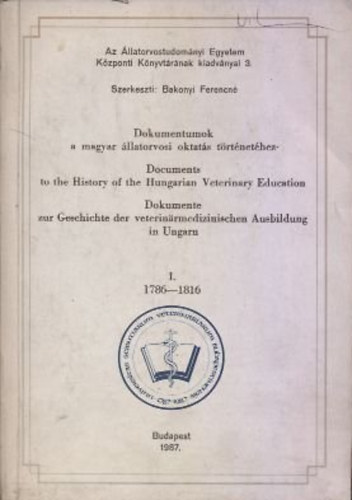 Az Állatorvostudományi Egyetem
Központi Könyvtárának kiadványai 3.
Szerkeszti: Bakonyi Ferencné
Dokumentumok
a magyar állatorvosi oktatás történetéhez
Documents
to the History of the Hungarian Veterinary Education
Dokumente
zur Geschichte der veterinärmedizinischen Ausbildung
in Ungarn
I.
1786—1816
Budapest
1987.